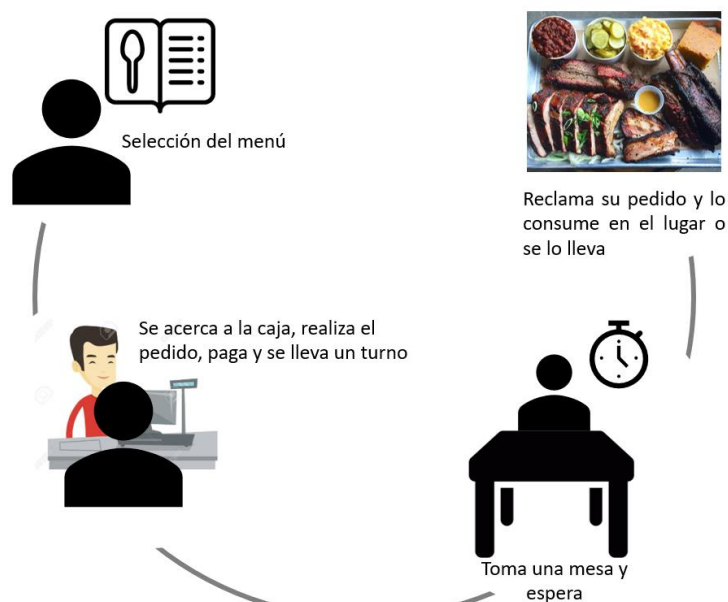 Selección del menú
Se acerca a la caja, realiza el
pedido, paga y se lleva un turno
Toma una mesa y
espera
Reclama su pedido y lo
consume en el lugar o
se lo lleva